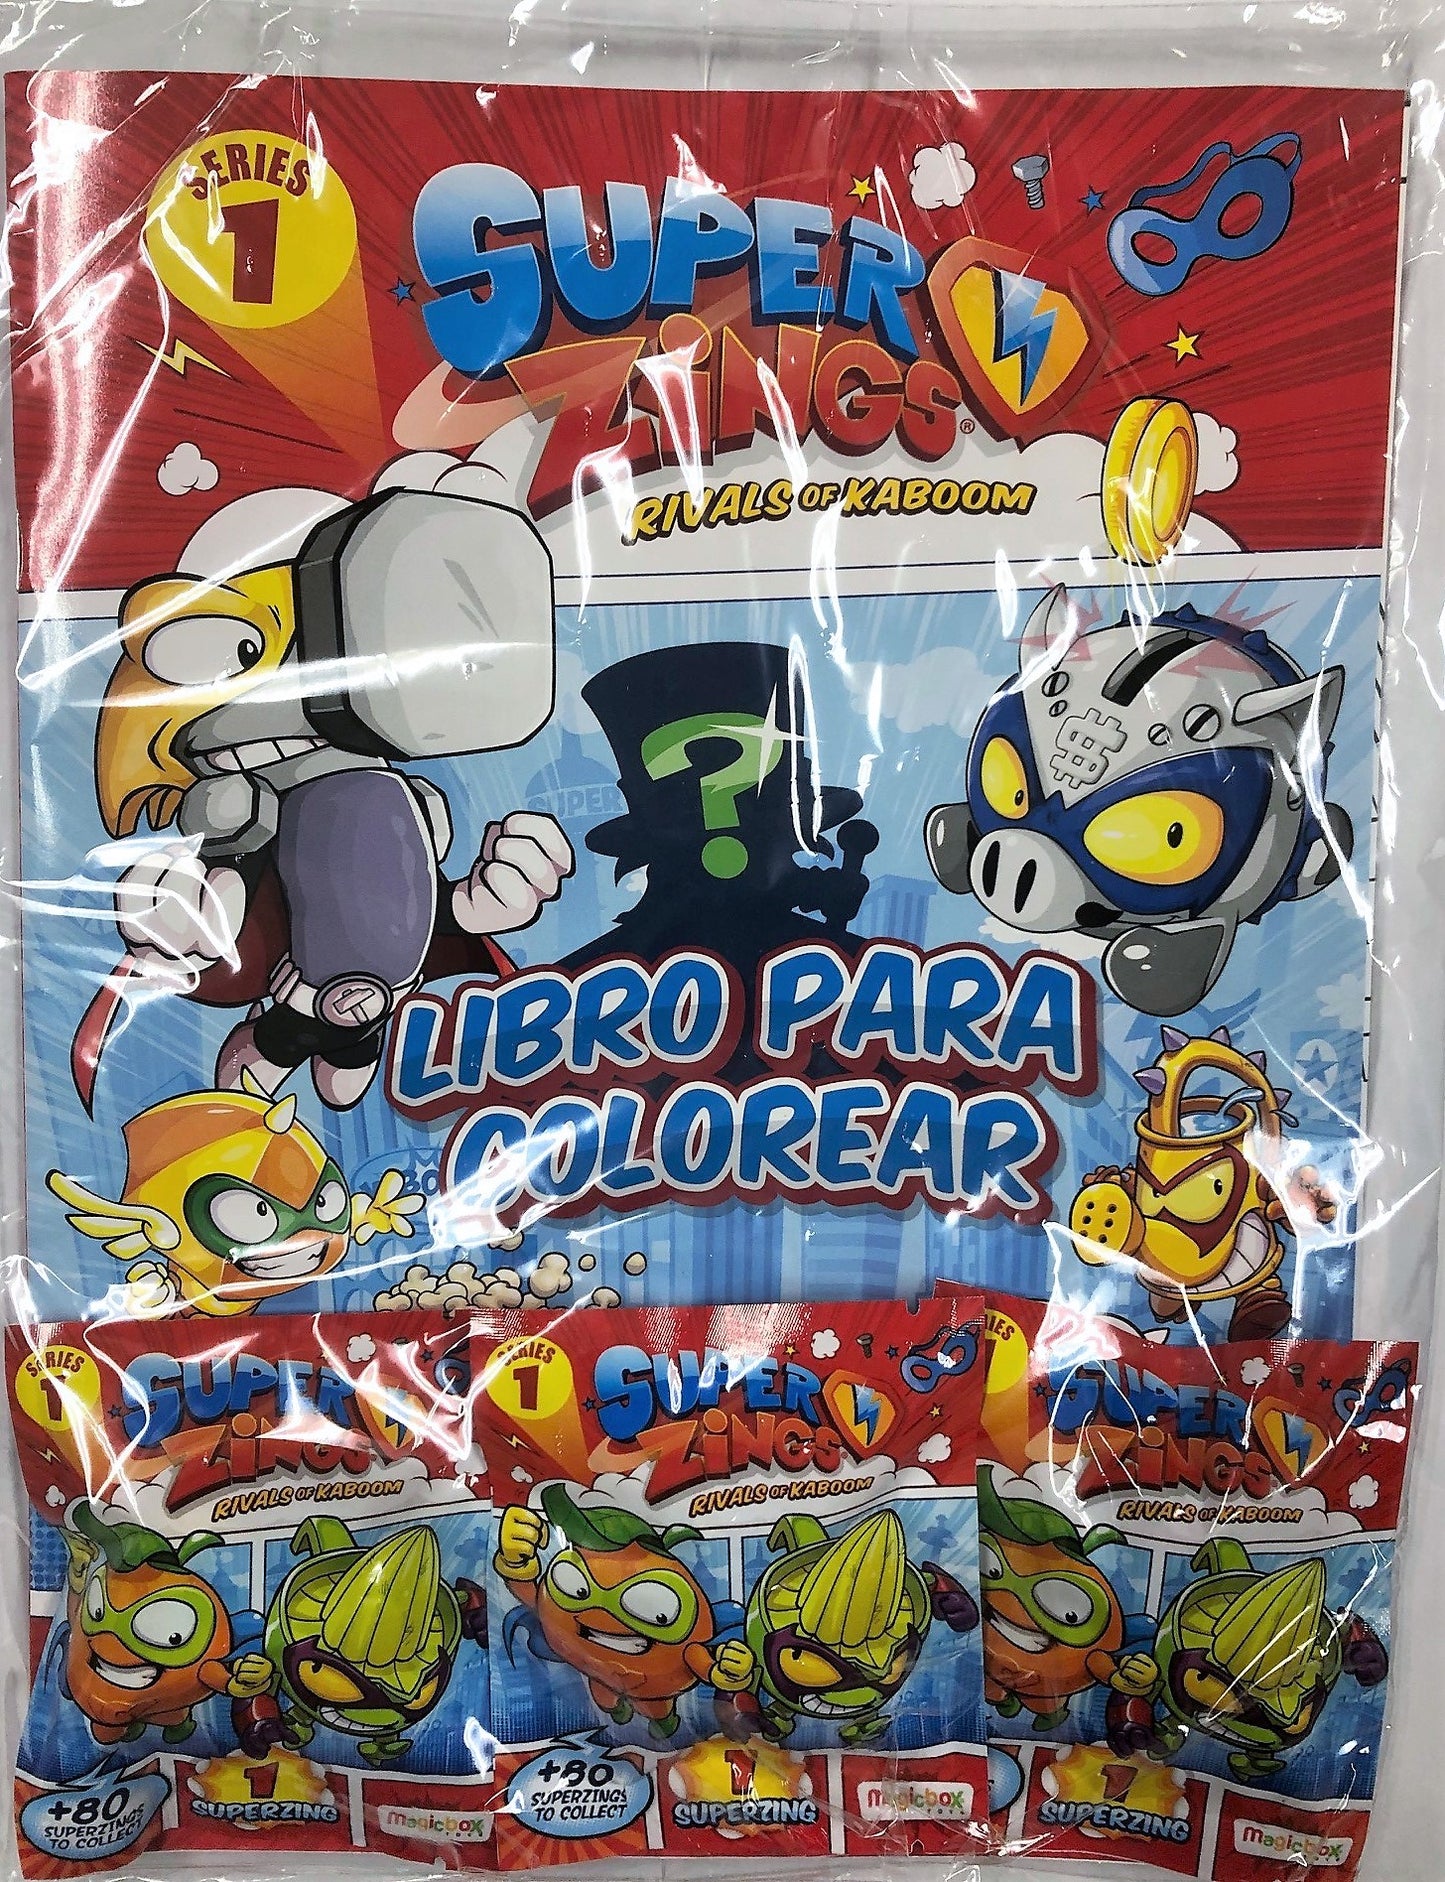 SERIES
1
SUPER
ZiNGS®
RIVALS OF KABOOM
$
?
SUPER
LIBRO PARA
COLOREAR
SERIES
1
SUPER
ZiNGS
RIVALS OF KABOOM
+80
SUPERZINGS
TO COLLECT
1
SUPERZING
magicbox
SERIES
1
SUPER
ZiNGS
RIVALS OF KABOOM
+80
SUPERZINGS
TO COLLECT
1
SUPERZING
magicbox
TOYS
SUPER
ZiNGS
RIVALS OF KABOOM
1
SUPERZING
magicbox